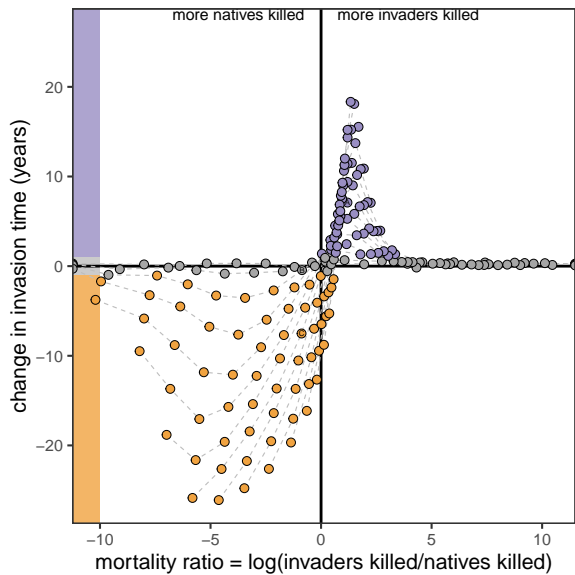 more natives killed
more invaders killed
20
10
0
−10
−20
change in invasion time (years)
−10
−5
0
5
10
mortality ratio = log(invaders killed/natives killed)